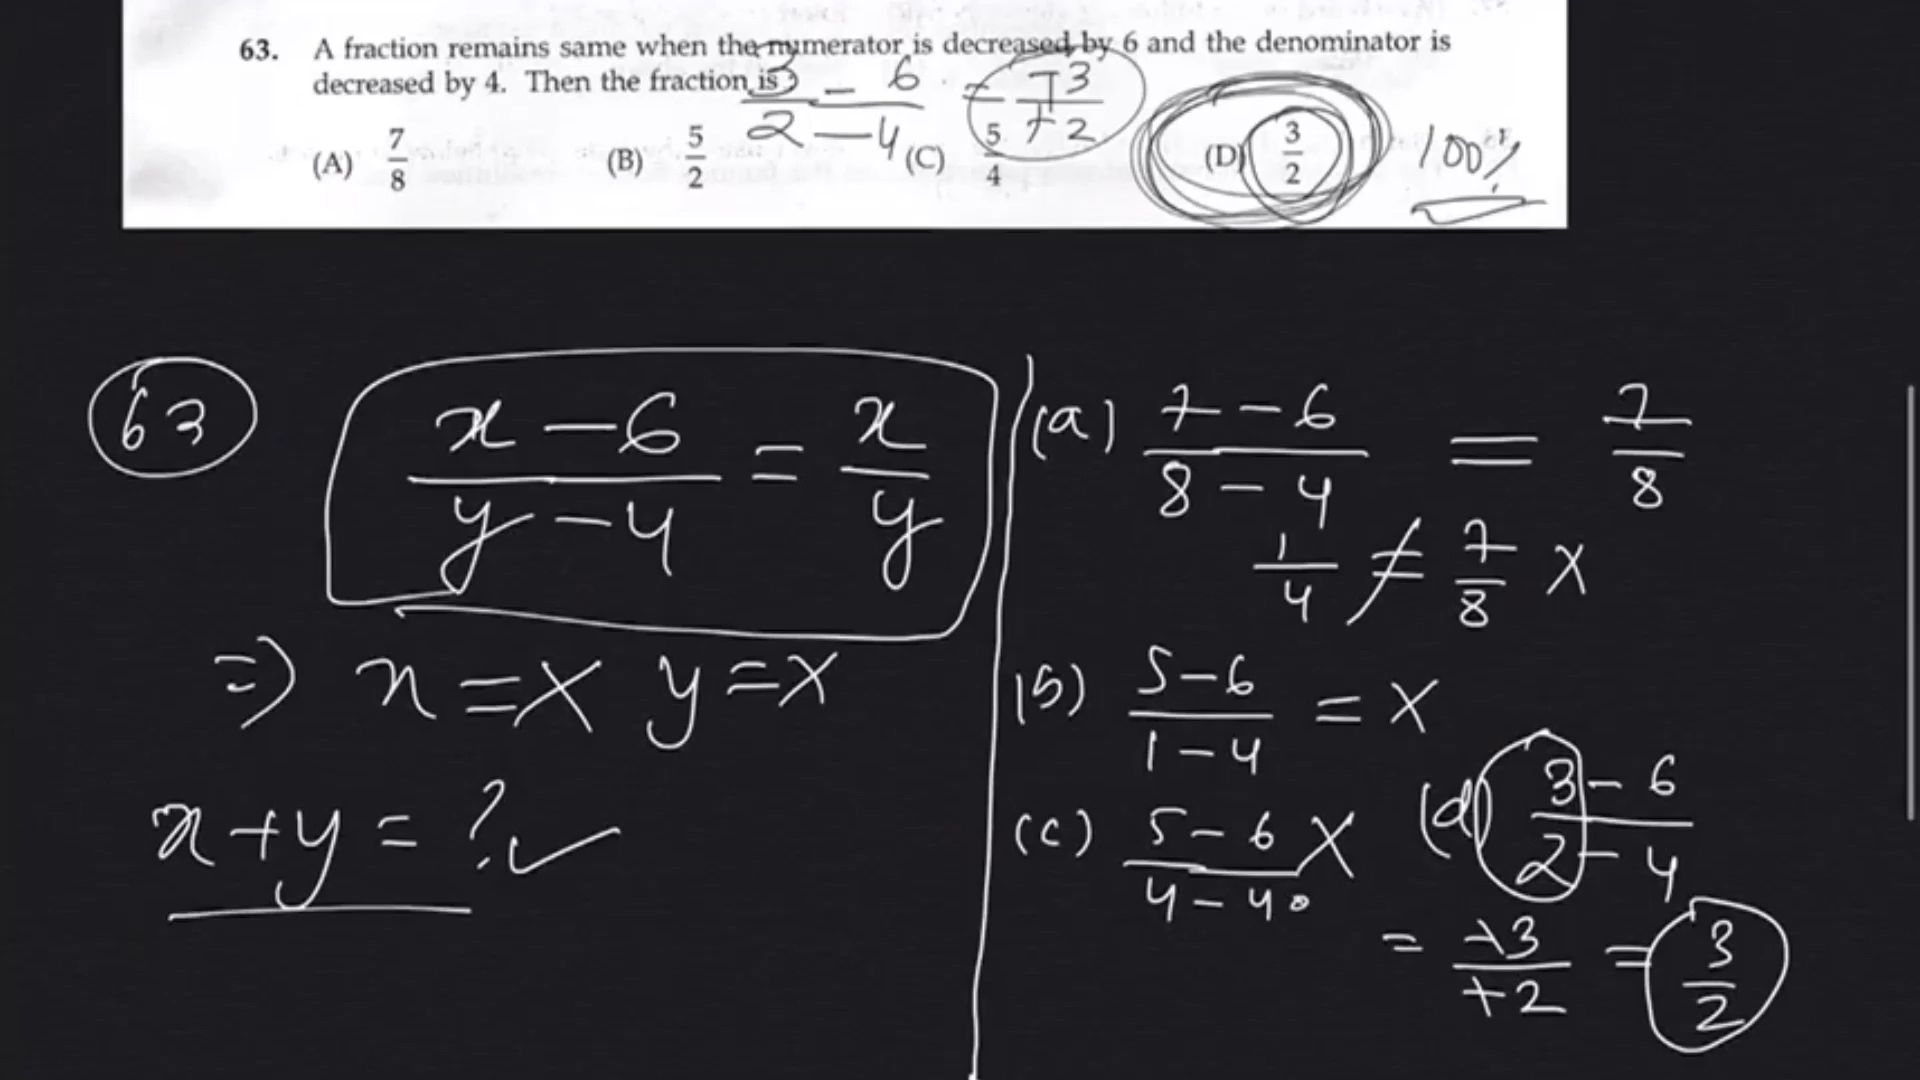 63. A fraction remains same when the numerator is decreased by 6 and the denominator is
decreased by 4. Then the fraction is
3 - 6 / 2 - 4 = -3 / -2
(A) 7/8 (B) 5/2 (C) 5/4 (D) 3/2 100%
63
x - 6 / y - 4 = x / y
⇒ x = × y = ×
x + y = ? ✓
(a) 7 - 6 / 8 - 4 = 7/8
1/4 ≠ 7/8 ×
(b) 5 - 6 / 1 - 4 = ×
(c) 5 - 6 / 4 - 4 ×
(d) 3 - 6 / 2 - 4
= -3 / -2 = 3/2